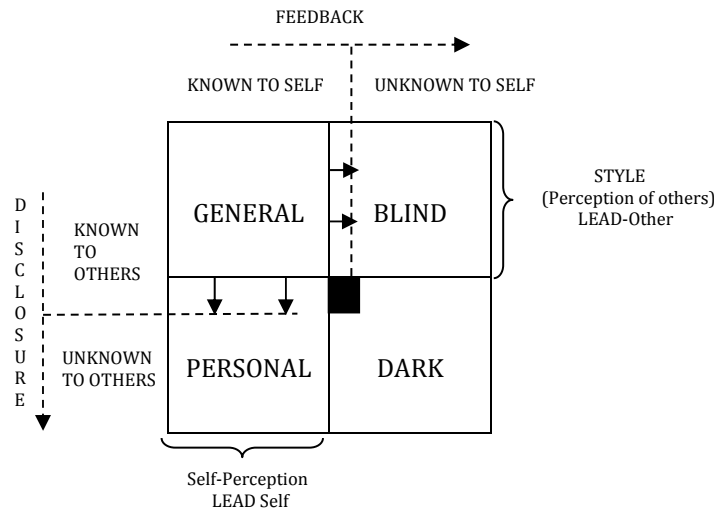 FEEDBACK
KNOWN TO SELF
UNKNOWN TO SELF
GENERAL
BLIND
STYLE
(Perception of others)
LEAD-Other
D
I
S
C
L
O
S
U
R
E
KNOWN
TO
OTHERS
UNKNOWN
TO OTHERS
PERSONAL
DARK
Self-Perception
LEAD Self